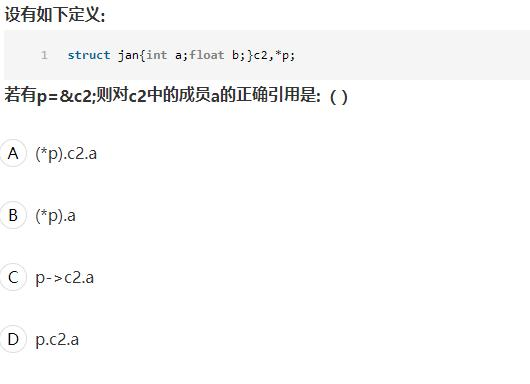 设有如下定义:
1 struct jan{int a;float b;}c2,*p;
若有p=&c2;则对c2中的成员a的正确引用是:（）
A (*p).c2.a
B (*p).a
C p->c2.a
D p.c2.a